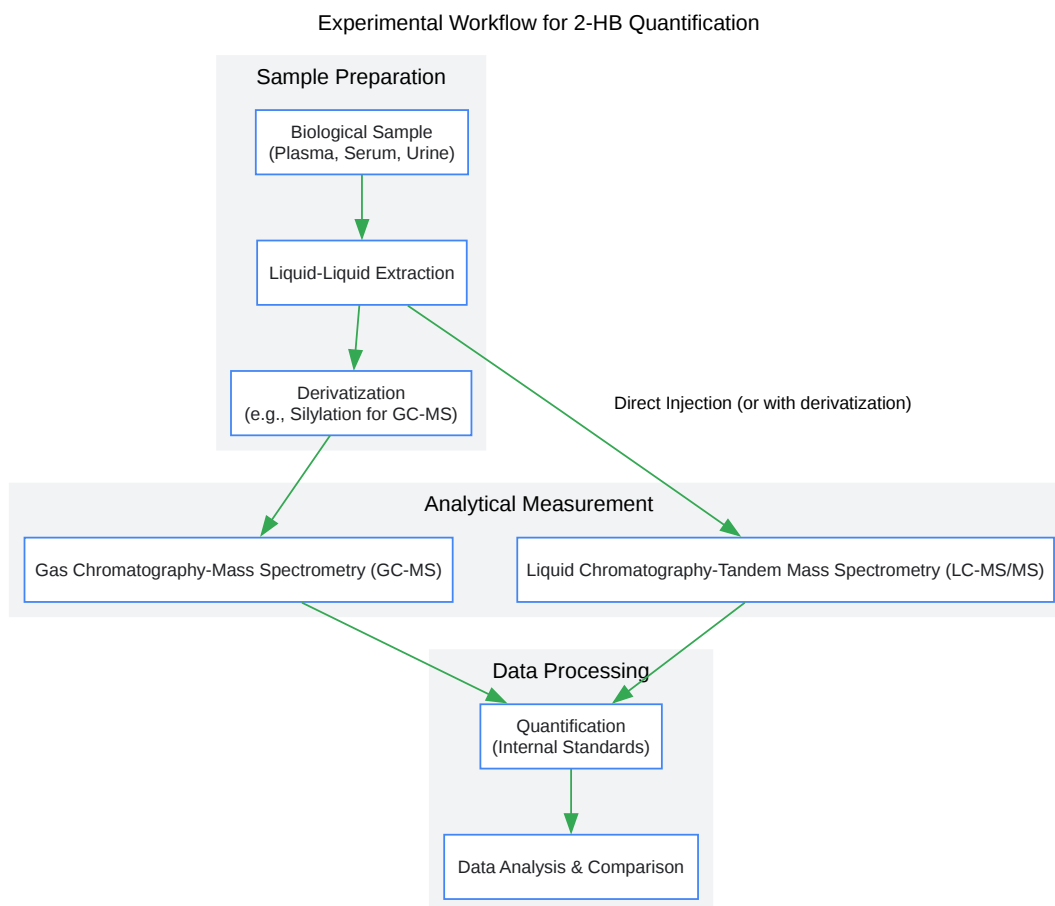 Experimental Workflow for 2-HB Quantification
Sample Preparation
Biological Sample
(Plasma, Serum, Urine)
Liquid-Liquid Extraction
Derivatization
(e.g., Silylation for GC-MS)
Direct Injection (or with derivatization)
Analytical Measurement
Gas Chromatography-Mass Spectrometry (GC-MS)
Liquid Chromatography-Tandem Mass Spectrometry (LC-MS/MS)
Data Processing
Quantification
(Internal Standards)
Data Analysis & Comparison